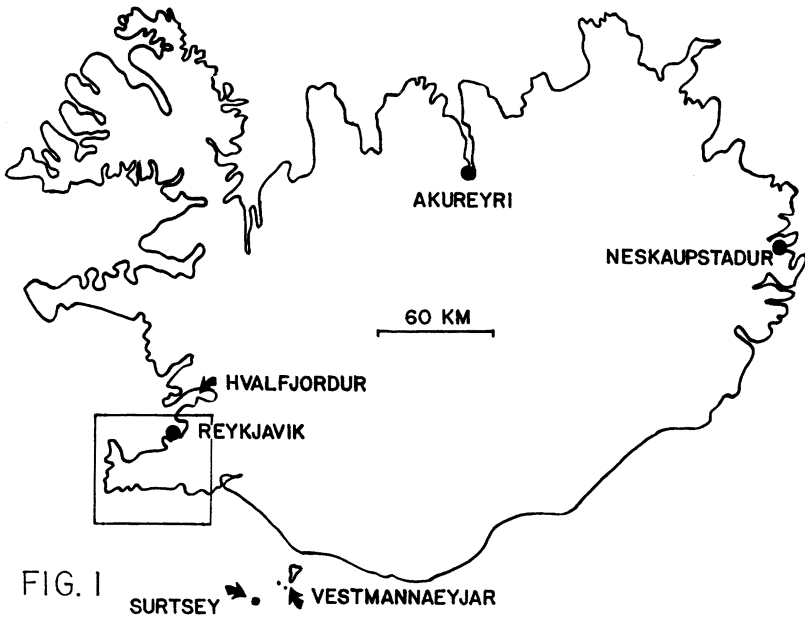 AKUREYRI
NESKAUPSTADUR
60 KM
HVALFJORDUR
REYKJAVIK
FIG. 1
SURTSEY
VESTMANNAEYJAR